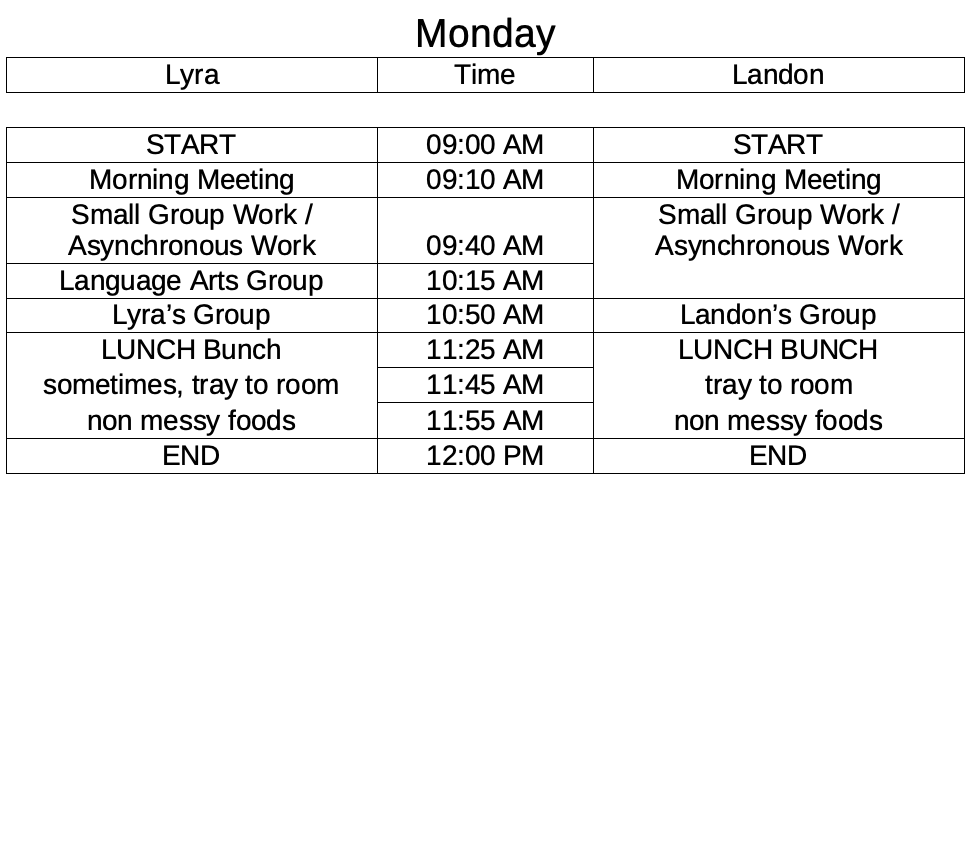 Monday
Lyra Time Landon
START 09:00 AM START
Morning Meeting 09:10 AM Morning Meeting
Small Group Work / Small Group Work /
Asynchronous Work 09:40 AM Asynchronous Work
Language Arts Group 10:15 AM
Lyra’s Group 10:50 AM Landon’s Group
LUNCH Bunch 11:25 AM LUNCH BUNCH
sometimes, tray to room 11:45 AM tray to room
non messy foods 11:55 AM non messy foods
END 12:00 PM END